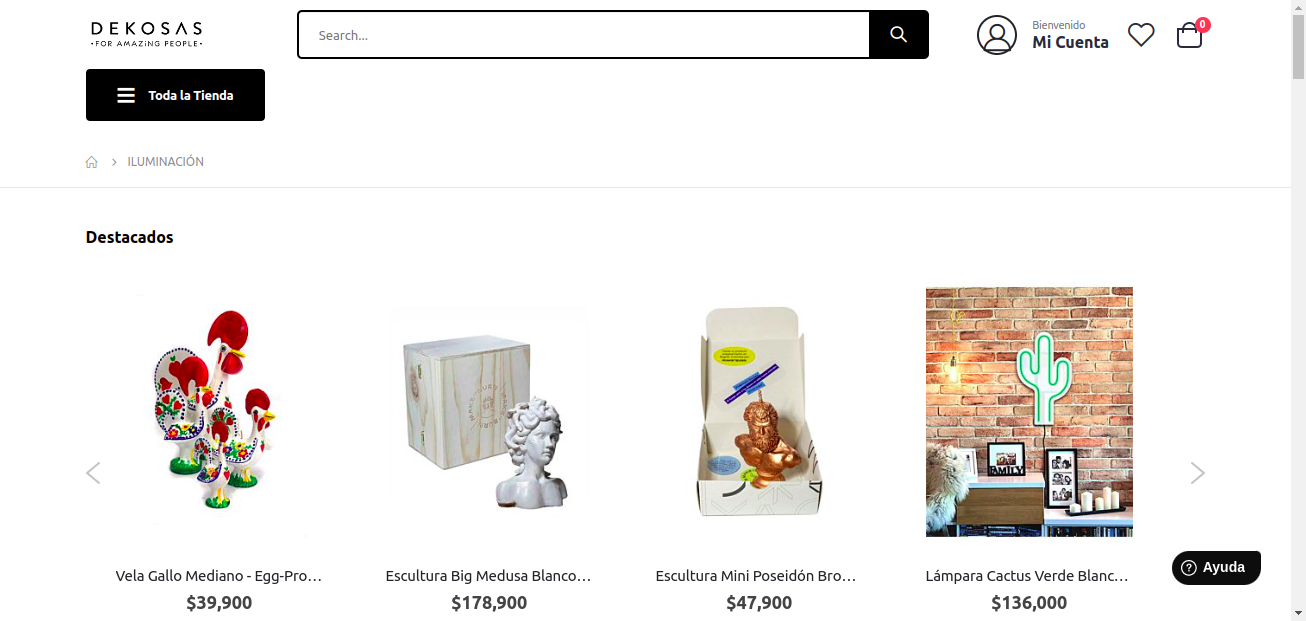 DEKOSAS
•FOR AMAZiNG PEOPLE•
Search...
Bienvenido
Mi Cuenta
0
Toda la Tienda
ILUMINACIÓN
Destacados
FAMILY
Vela Gallo Mediano - Egg-Pro...
$39,900
Escultura Big Medusa Blanco...
$178,900
Escultura Mini Poseidón Bro...
$47,900
Lámpara Cactus Verde Blanc...
$136,000
Ayuda